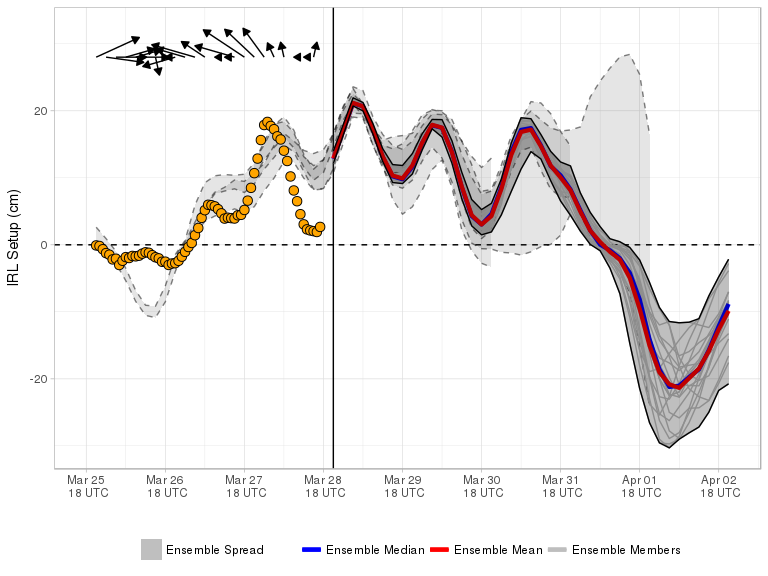 IRL Setup (cm)
20
0
-20
Mar 25 Mar 26 Mar 27 Mar 28 Mar 29 Mar 30 Mar 31 Apr 01 Apr 02
18 UTC 18 UTC 18 UTC 18 UTC 18 UTC 18 UTC 18 UTC 18 UTC 18 UTC
Ensemble Spread Ensemble Median Ensemble Mean Ensemble Members